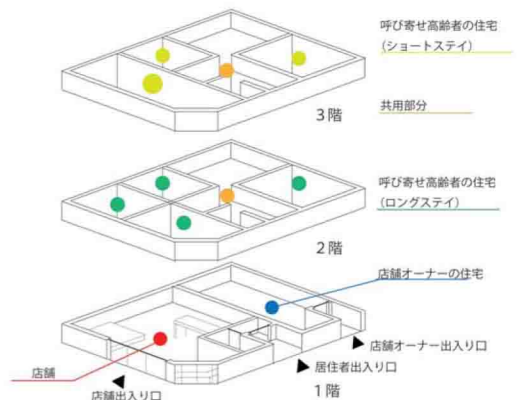 呼び寄せ高齢者の住宅
（ショートステイ）
共用部分
3階
呼び寄せ高齢者の住宅
（ロングステイ）
2階
店舗オーナーの住宅
店舗オーナー出入り口
居住者出入り口
店舗
店舗出入り口
1階